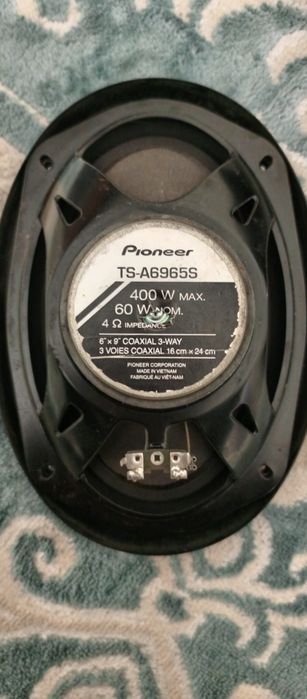 Pioneer
TS-A6965S
400 W MAX.
60 W NOM.
4 Ω IMPEDANCE
6" × 9" COAXIAL 3-WAY
3 VOIES COAXIAL 16 cm × 24 cm
PIONEER CORPORATION
MADE IN VIETNAM
FABRIQUÉ AU VIÊT-NAM